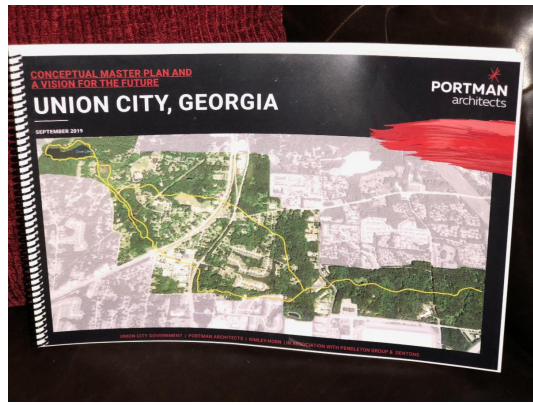 CONCEPTUAL MASTER PLAN AND
A VISION FOR THE FUTURE
UNION CITY, GEORGIA
SEPTEMBER 2019
PORTMAN
architects
UNION CITY GOVERNMENT | PORTMAN ARCHITECTS | KIMLEY-HORN | IN ASSOCIATION WITH PENDLETON GROUP & DENTONS